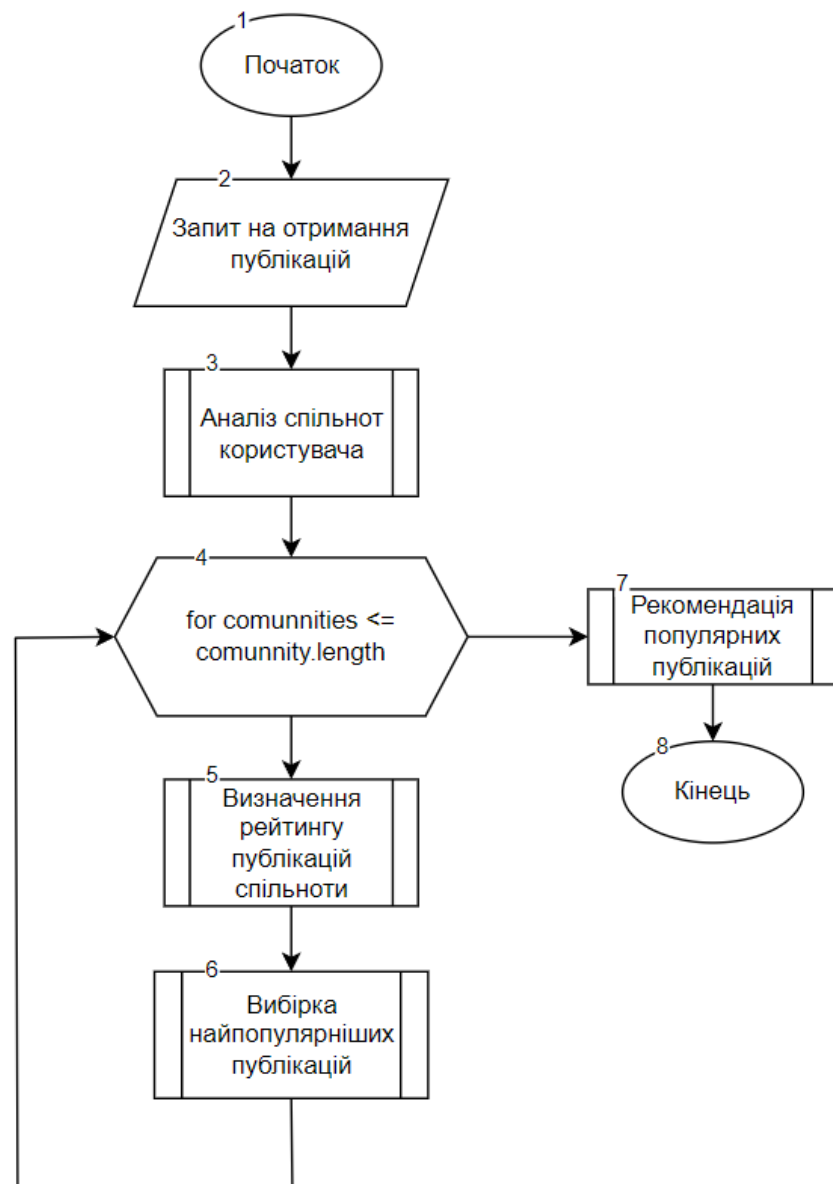 1
Початок
2
Запит на отримання
публікацій
3
Аналіз спільнот
користувача
4
for comunnities <=
comunnity.length
5
Визначення
рейтингу
публікацій
спільноти
6
Вибірка
найпопулярніших
публікацій
7
Рекомендація
популярних
публікацій
8
Кінець